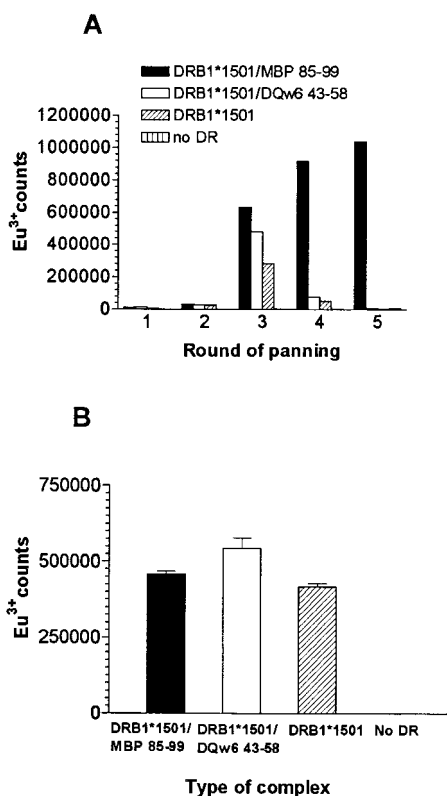 A
DRB1*1501/MBP 85-99
DRB1*1501/DQw6 43-58
DRB1*1501
no DR
1200000
1000000
800000
600000
400000
200000
0
Eu3+counts
1 2 3 4 5
Round of panning
B
750000
500000
250000
0
Eu3+counts
DRB1*1501/ DRB1*1501/ DRB1*1501 No DR
MBP 85-99 DQw6 43-58
Type of complex